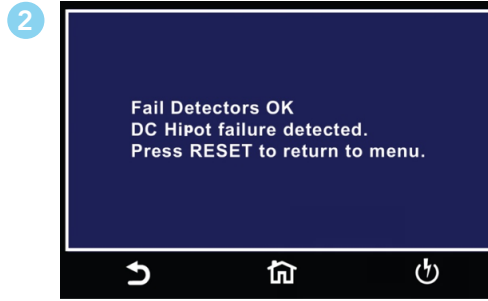 2
Fail Detectors OK
DC Hipot failure detected.
Press RESET to return to menu.